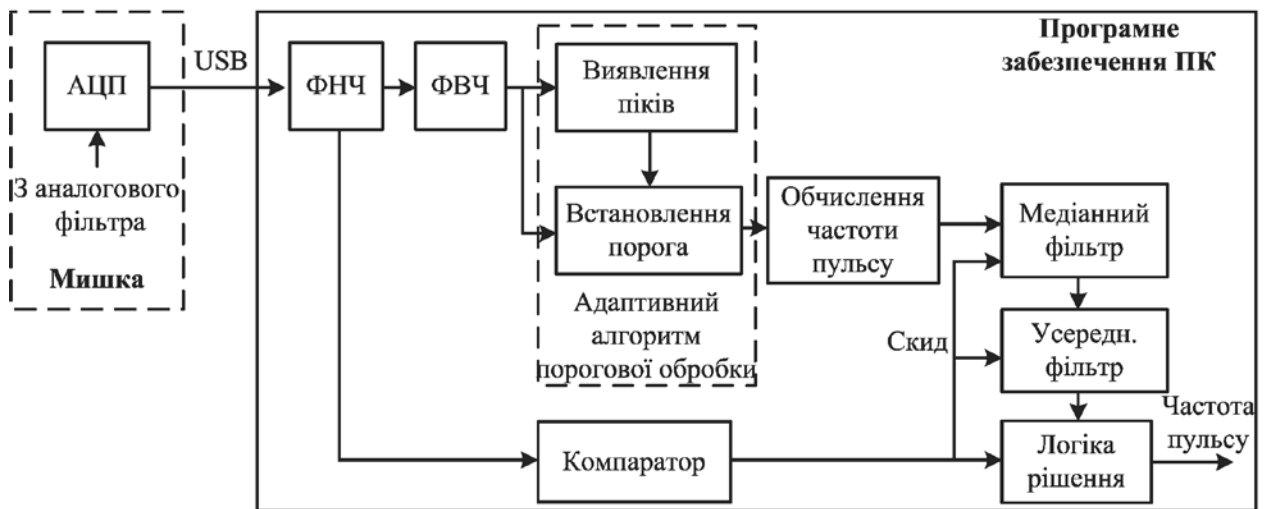 АЦП
З аналогового
фільтра
Мишка
USB
Програмне
забезпечення ПК
ФНЧ
ФВЧ
Виявлення
піків
Встановлення
порога
Адаптивний
алгоритм
порогової обробки
Обчислення
частоти
пульсу
Медіанний
фільтр
Скид
Усередн.
фільтр
Компаратор
Логіка
рішення
Частота
пульсу